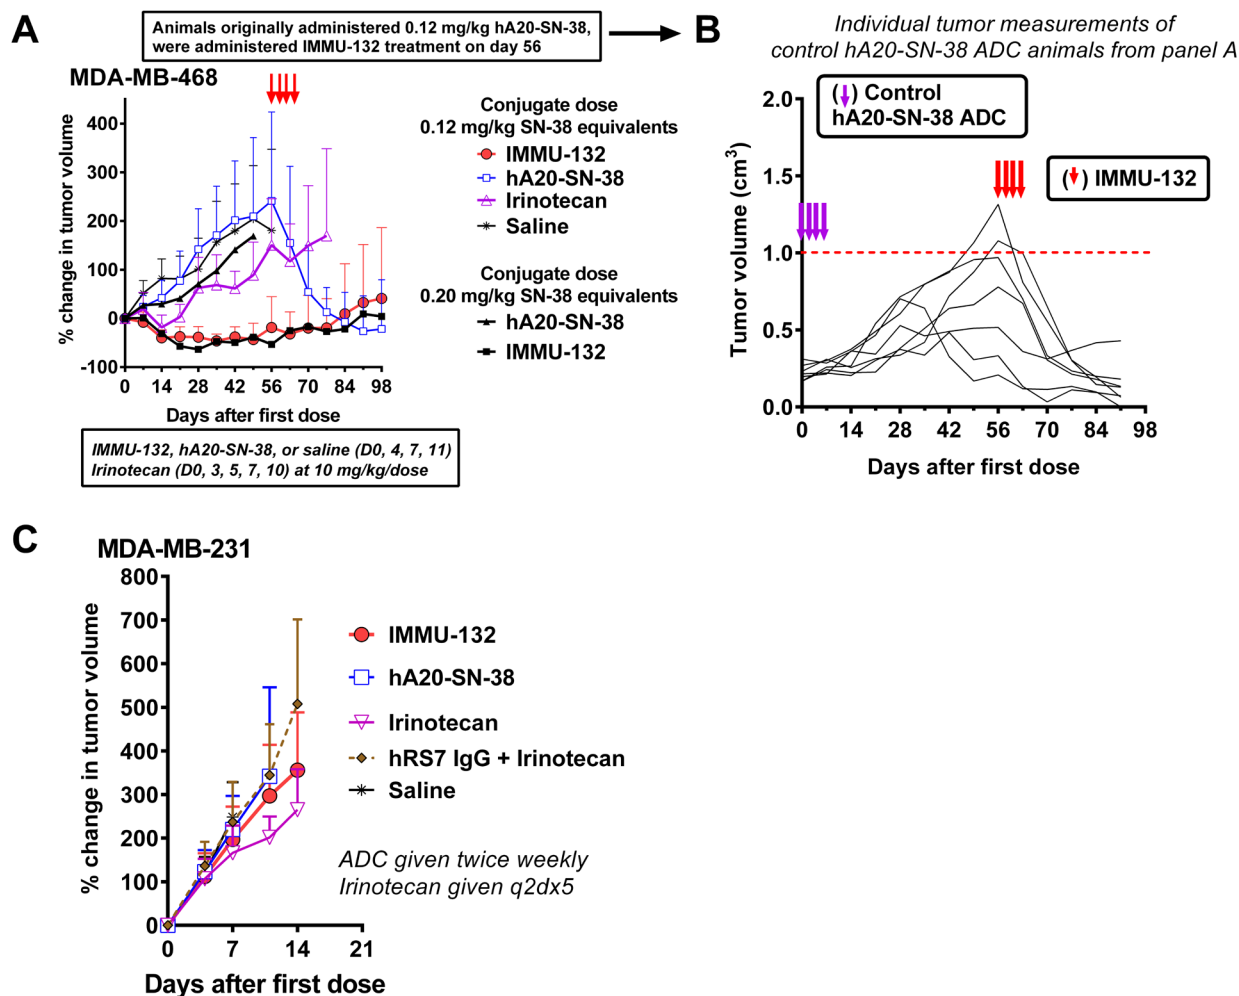 A
Animals originally administered 0.12 mg/kg hA20-SN-38,
were administered IMMU-132 treatment on day 56
MDA-MB-468
% change in tumor volume
400
300
200
100
0
-100
0 14 28 42 56 70 84 98
Days after first dose
Conjugate dose
0.12 mg/kg SN-38 equivalents
IMMU-132
hA20-SN-38
Irinotecan
Saline
Conjugate dose
0.20 mg/kg SN-38 equivalents
hA20-SN-38
IMMU-132
IMMU-132, hA20-SN-38, or saline (D0, 4, 7, 11)
Irinotecan (D0, 3, 5, 7, 10) at 10 mg/kg/dose
B
Individual tumor measurements of
control hA20-SN-38 ADC animals from panel A
(↓) Control
hA20-SN-38 ADC
(↓) IMMU-132
Tumor volume (cm³)
2.0
1.5
1.0
0.5
0.0
0 14 28 42 56 70 84 98
Days after first dose
C
MDA-MB-231
% change in tumor volume
800
700
600
500
400
300
200
100
0
0 7 14 21
Days after first dose
IMMU-132
hA20-SN-38
Irinotecan
hRS7 IgG + Irinotecan
Saline
ADC given twice weekly
Irinotecan given q2dx5